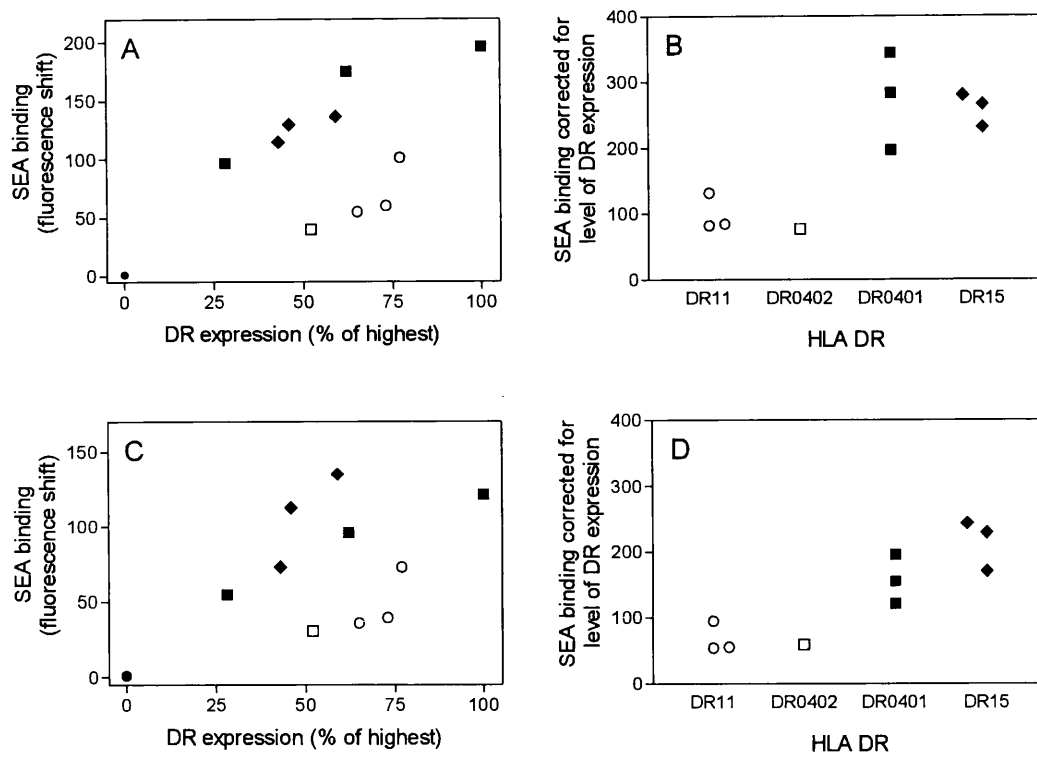 A
SEA binding
(fluorescence shift)
200
150
100
50
0
0 25 50 75 100
DR expression (% of highest)
B
SEA binding corrected for
level of DR expression
400
300
200
100
0
DR11 DR0402 DR0401 DR15
HLA DR
C
SEA binding
(fluorescence shift)
150
100
50
0
0 25 50 75 100
DR expression (% of highest)
D
SEA binding corrected for
level of DR expression
400
300
200
100
0
DR11 DR0402 DR0401 DR15
HLA DR